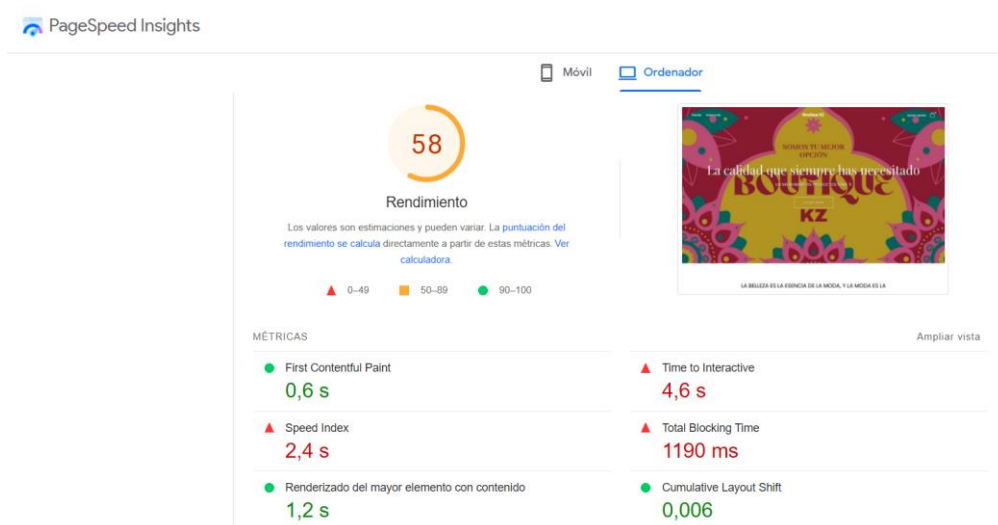 PageSpeed Insights
Móvil
Ordenador
58
Rendimiento
Los valores son estimaciones y pueden variar. La puntuación del
rendimiento se calcula directamente a partir de estas métricas. Ver
calculadora.
0–49
50–89
90–100
SOMON TU MEJOR
OPCIÓN
La calidad que siempre has necesitado
BOUTIQUE
KZ
LA BELLEZA ES LA ESENCIA DE LA MODA, Y LA MODA ES LA
MÉTRICAS
Ampliar vista
First Contentful Paint
0,6 s
Time to Interactive
4,6 s
Speed Index
2,4 s
Total Blocking Time
1190 ms
Renderizado del mayor elemento con contenido
1,2 s
Cumulative Layout Shift
0,006